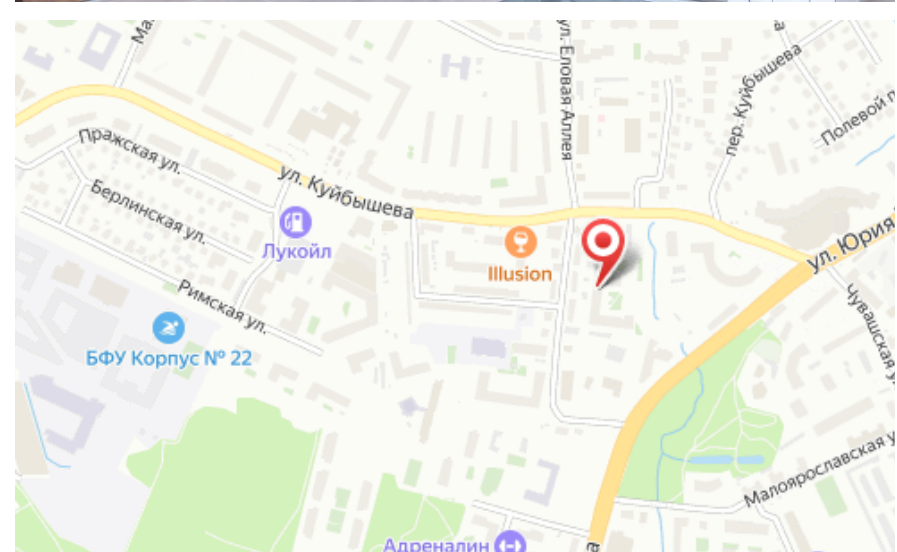 Ма
ул. Еловая Аллея
а
пер. Куйбышева
Полевой п
Пражская ул.
ул. Куйбышева
Берлинская ул.
Лукойл
Illusion
ул. Юрия
Римская ул.
Чувашская ул
БФУ Корпус № 22
Малоярославская у
Адреналин
а